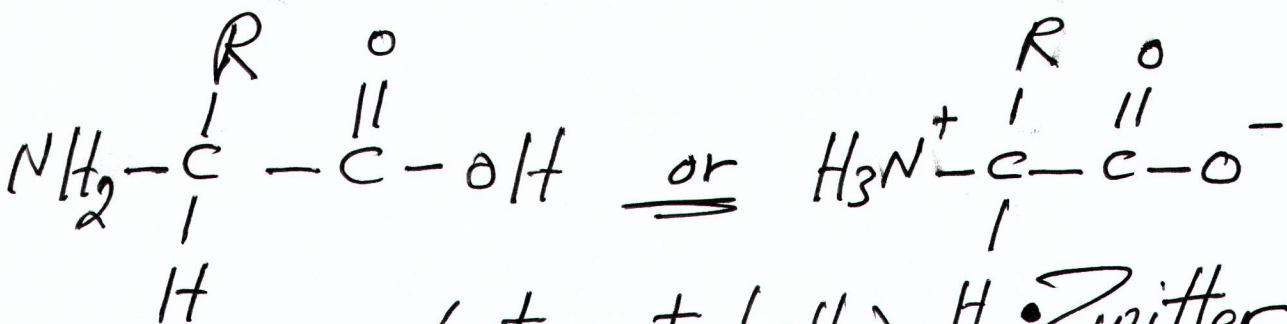 R O R O
|| + ||
NH₂–C–C–OH or H₃N–C–C–O⁻
H H • Zwitter